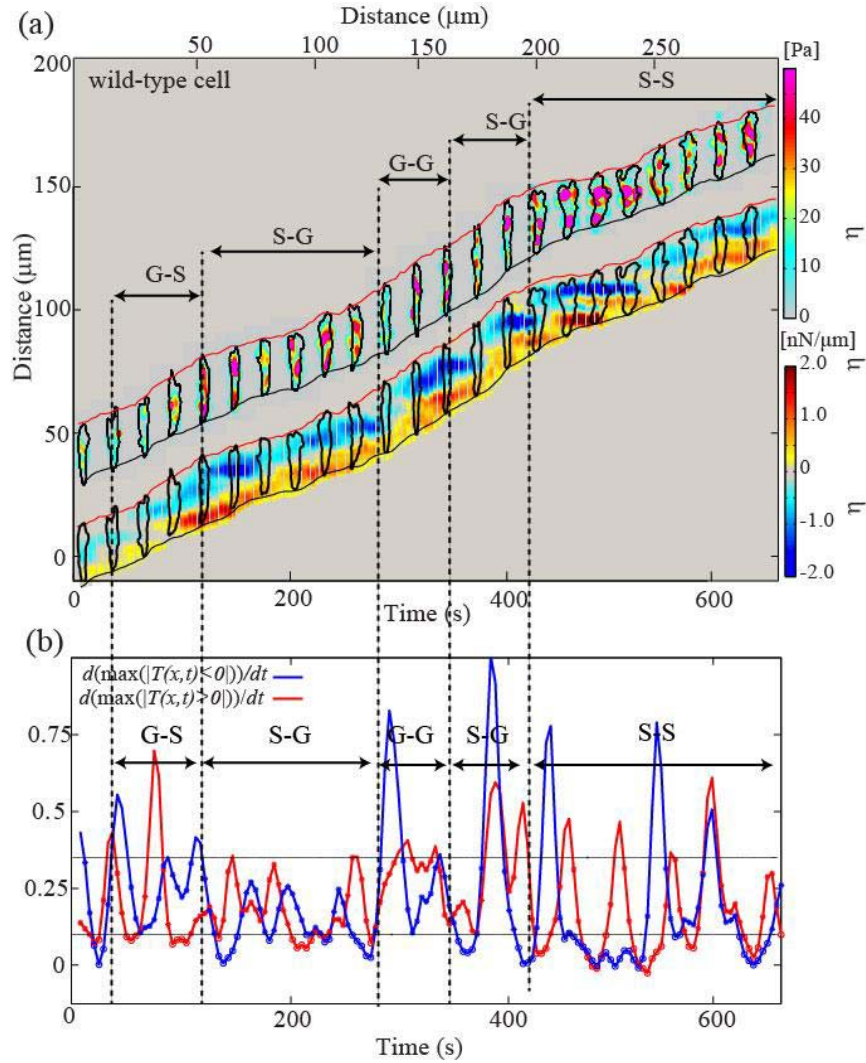 (a)
Distance (μm)
0 50 100 150 200 250
[Pa]
200
wild-type cell
S-S
S-G
G-G
S-G
G-S
150
100
50
0
Distance (μm)
40
30
20
10
0
η
[nN/μm]
2.0
1.0
0
-1.0
-2.0
η
0 200 400 600
Time (s)
(b)
d(max(|T(x,t)<0|))/dt
d(max(|T(x,t)>0|))/dt
G-S S-G G-G S-G S-S
0.75
0.5
0.25
0
0 200 400 600
Time (s)